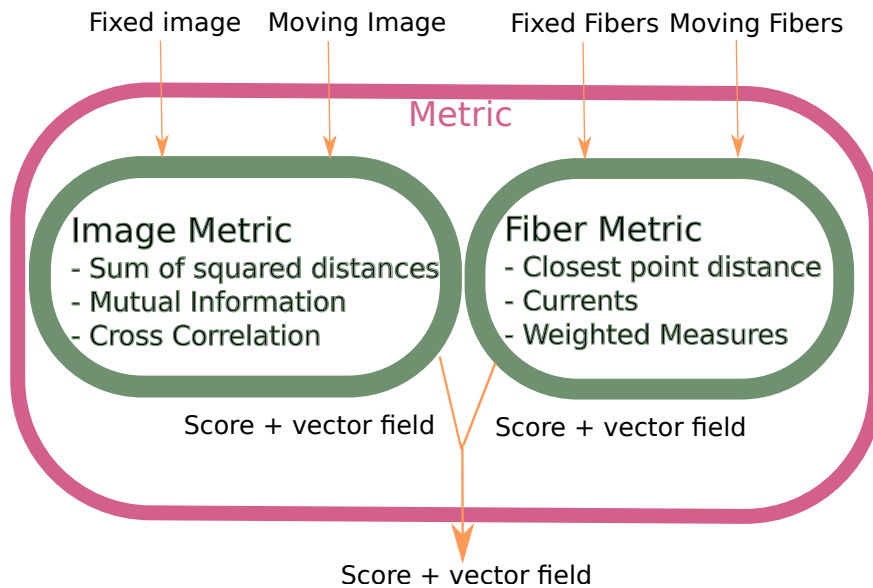 Fixed image
Moving Image
Fixed Fibers
Moving Fibers
Metric
Image Metric
- Sum of squared distances
- Mutual Information
- Cross Correlation
Fiber Metric
- Closest point distance
- Currents
- Weighted Measures
Score + vector field
Score + vector field
Score + vector field